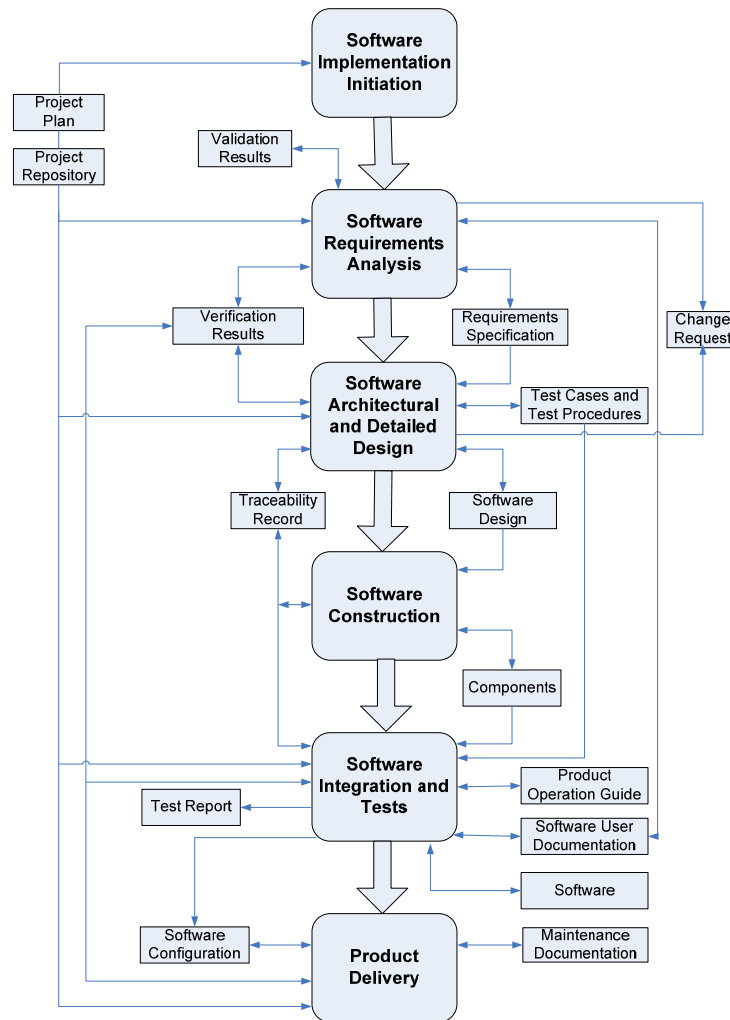 Software
Implementation
Initiation
Project
Plan
Project
Repository
Validation
Results
Software
Requirements
Analysis
Verification
Results
Requirements
Specification
Change
Request
Software
Architectural
and Detailed
Design
Test Cases and
Test Procedures
Traceability
Record
Software
Design
Software
Construction
Components
Software
Integration and
Tests
Product
Operation Guide
Test Report
Software User
Documentation
Software
Software
Configuration
Product
Delivery
Maintenance
Documentation